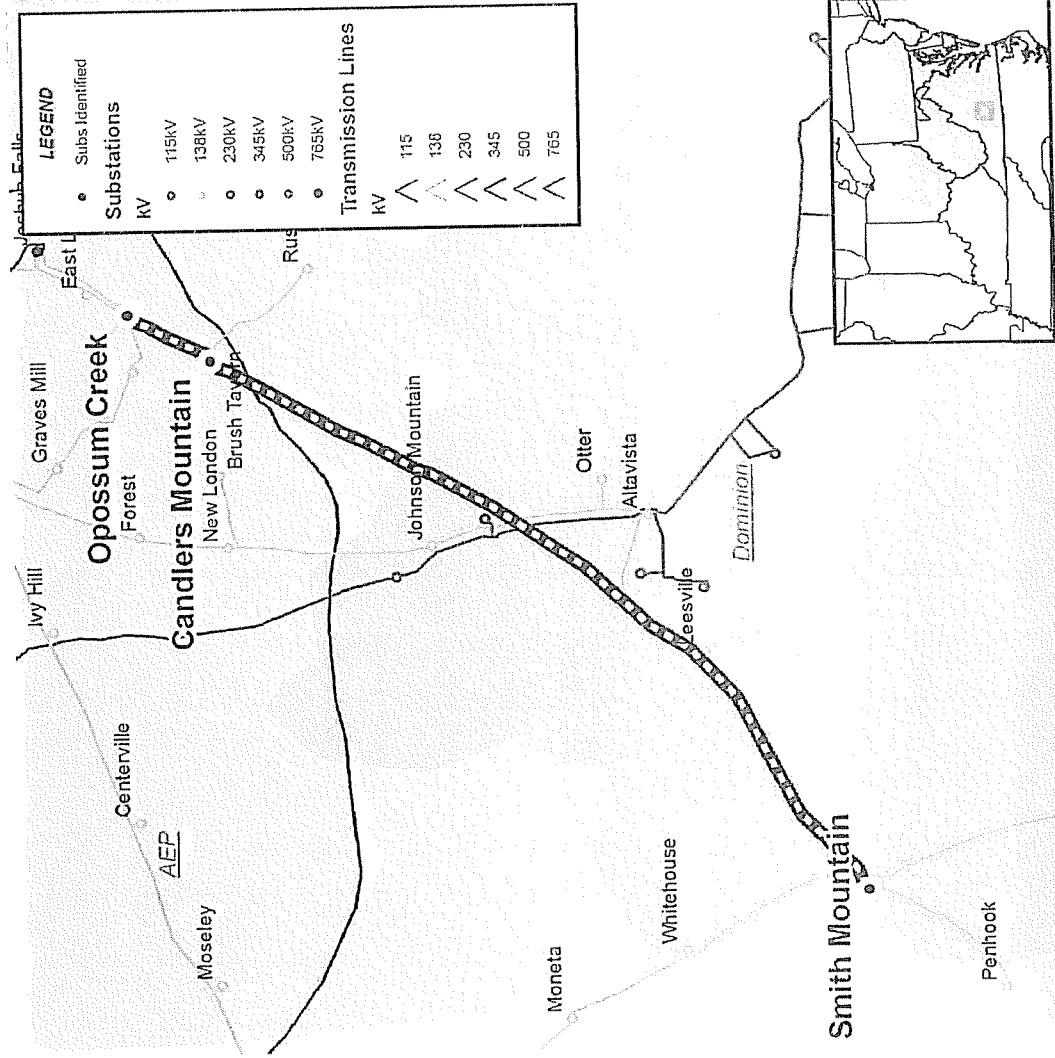 LEGEND
Subs Identified
Substations
kV
115kV
138kV
230kV
345kV
500kV
765kV
Transmission Lines
kV
115
138
230
345
500
765
East L
Rus
Graves Mill
Opossum Creek
Forest
Candlers Mountain
New London
Brush Tavern
Ivy Hill
Centerville
AEP
Moseley
Johnson Mountain
Otter
Altavista
Dominion
Leesville
Moneta
Whitehouse
Smith Mountain
Penhook